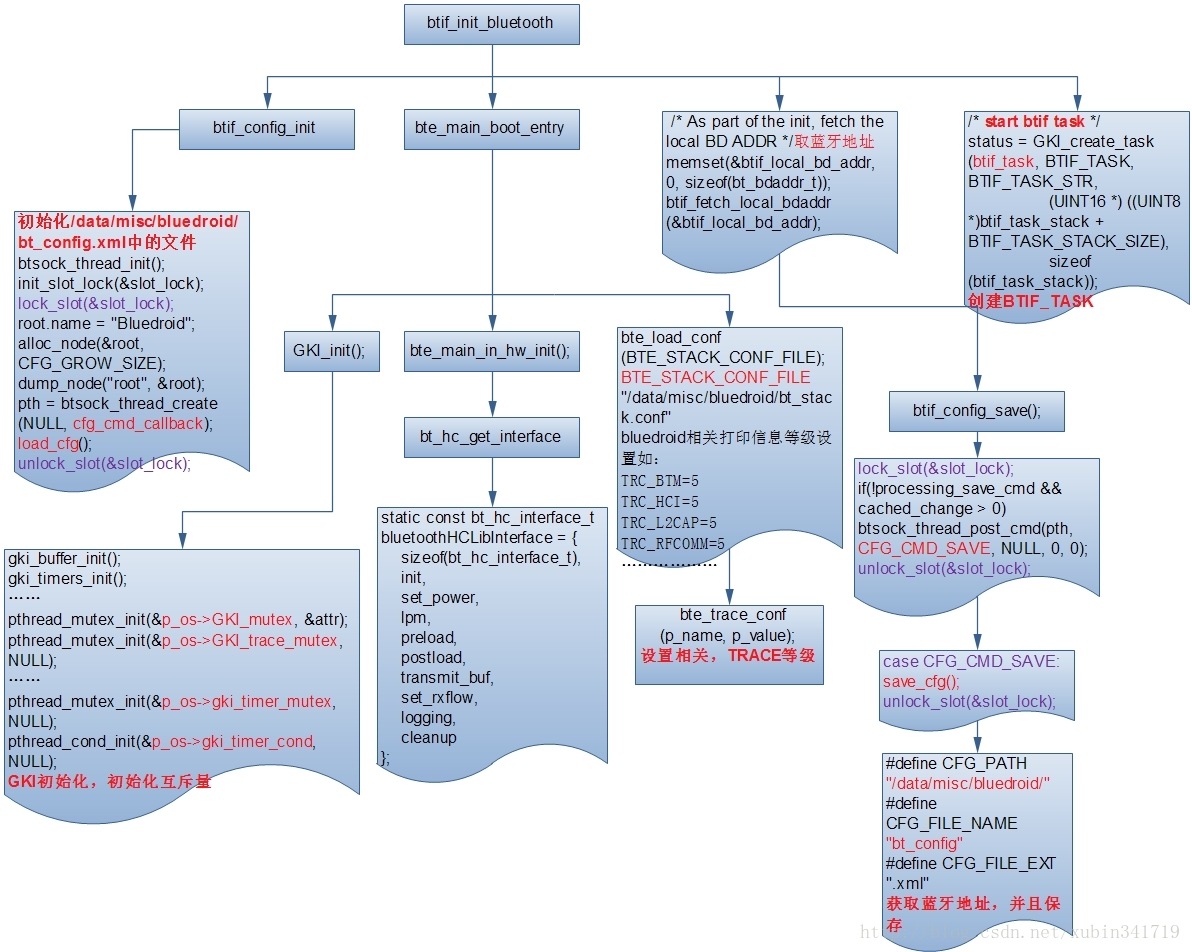 btif_init_bluetooth
btif_config_init
bte_main_boot_entry
/* As part of the init, fetch the
local BD ADDR */取蓝牙地址
memset(&btif_local_bd_addr,
0, sizeof(bt_bdaddr_t));
btif_fetch_local_bdaddr
(&btif_local_bd_addr);
/* start btif task */
status = GKI_create_task
(btif_task, BTIF_TASK,
BTIF_TASK_STR,
(UINT16 *) ((UINT8
*)btif_task_stack +
BTIF_TASK_STACK_SIZE),
sizeof
(btif_task_stack));
创建BTIF_TASK
初始化/data/misc/bluedroid/
bt_config.xml中的文件
btsock_thread_init();
init_slot_lock(&slot_lock);
lock_slot(&slot_lock);
root.name = "Bluedroid";
alloc_node(&root,
CFG_GROW_SIZE);
dump_node("root", &root);
pth = btsock_thread_create
(NULL, cfg_cmd_callback);
load_cfg();
unlock_slot(&slot_lock);
GKI_init();
bte_main_in_hw_init();
bte_load_conf
(BTE_STACK_CONF_FILE);
BTE_STACK_CONF_FILE
"/data/misc/bluedroid/bt_stac
k.conf"
bluedroid相关打印信息等级设
置如：
TRC_BTM=5
TRC_HCI=5
TRC_L2CAP=5
TRC_RFCOMM=5
………………
bt_hc_get_interface
btif_config_save();
lock_slot(&slot_lock);
if(!processing_save_cmd &&
cached_change > 0)
btsock_thread_post_cmd(pth,
CFG_CMD_SAVE, NULL, 0, 0);
unlock_slot(&slot_lock);
gki_buffer_init();
gki_timers_init();
……
pthread_mutex_init(&p_os->GKI_mutex, &attr);
pthread_mutex_init(&p_os->GKI_trace_mutex,
NULL);
……
pthread_mutex_init(&p_os->gki_timer_mutex,
NULL);
pthread_cond_init(&p_os->gki_timer_cond,
NULL);
GKI初始化，初始化互斥量
static const bt_hc_interface_t
bluetoothHCLibInterface = {
sizeof(bt_hc_interface_t),
init,
set_power,
lpm,
preload,
postload,
transmit_buf,
set_rxflow,
logging,
cleanup
};
bte_trace_conf
(p_name, p_value);
设置相关，TRACE等级
case CFG_CMD_SAVE:
save_cfg();
unlock_slot(&slot_lock);
#define CFG_PATH
"/data/misc/bluedroid/"
#define
CFG_FILE_NAME
"bt_config"
#define CFG_FILE_EXT
".xml"
获取蓝牙地址，并且保
存
csdn.net/xubin341719